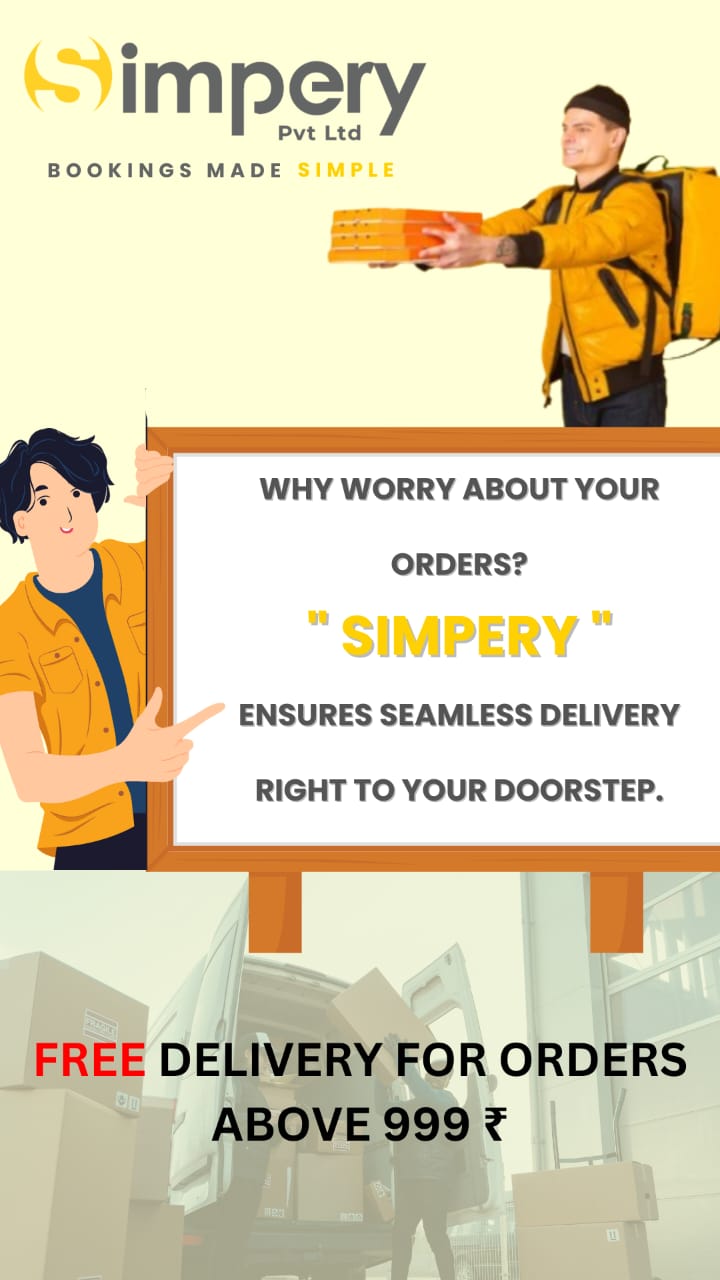 Simpery
Pvt Ltd
BOOKINGS MADE SIMPLE
WHY WORRY ABOUT YOUR
ORDERS?
" SIMPERY "
ENSURES SEAMLESS DELIVERY
RIGHT TO YOUR DOORSTEP.
FRAGILE
FREE DELIVERY FOR ORDERS
ABOVE 999 ₹